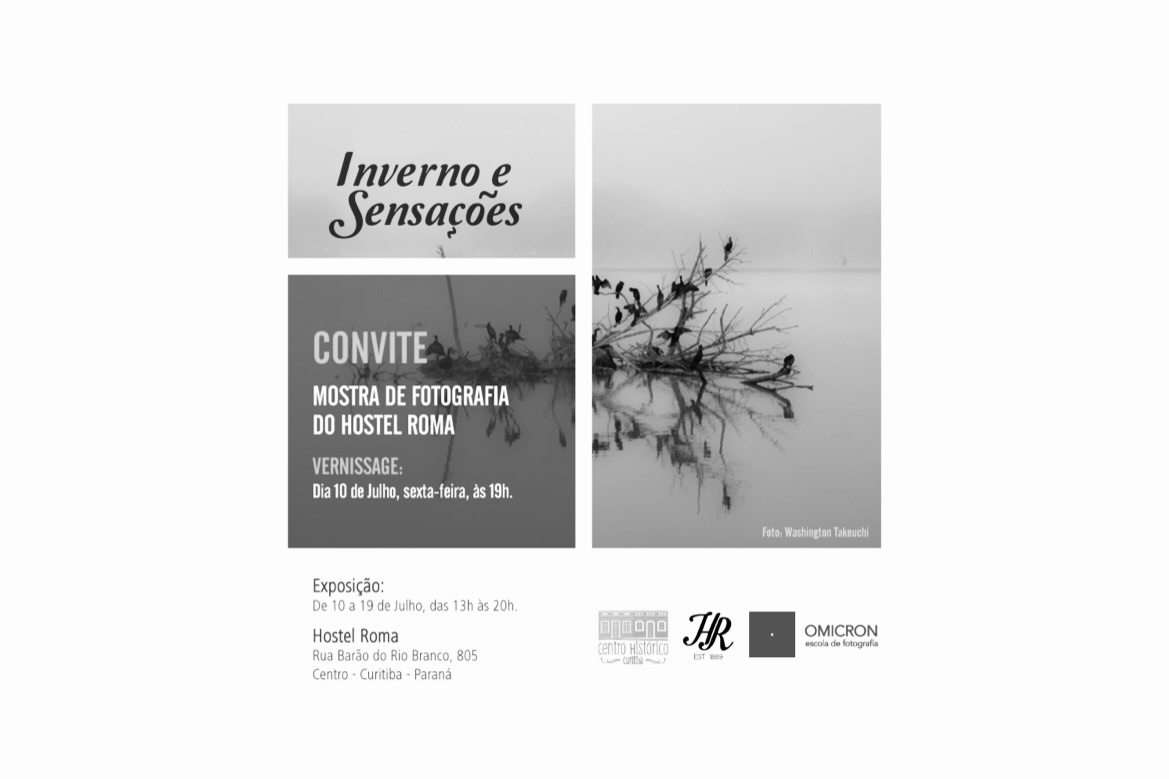 Inverno e
Sensações
CONVITE
MOSTRA DE FOTOGRAFIA
DO HOSTEL ROMA
VERNISSAGE:
Dia 10 de Julho, sexta-feira, às 19h.
Foto: Washington Takeuchi
Exposição:
De 10 a 19 de Julho, das 13h às 20h.
Hostel Roma
Rua Barão do Rio Branco, 805
Centro - Curitiba - Paraná
centro Histórico
curitiba
HR
EST. 1889
OMICRON
escola de fotografia